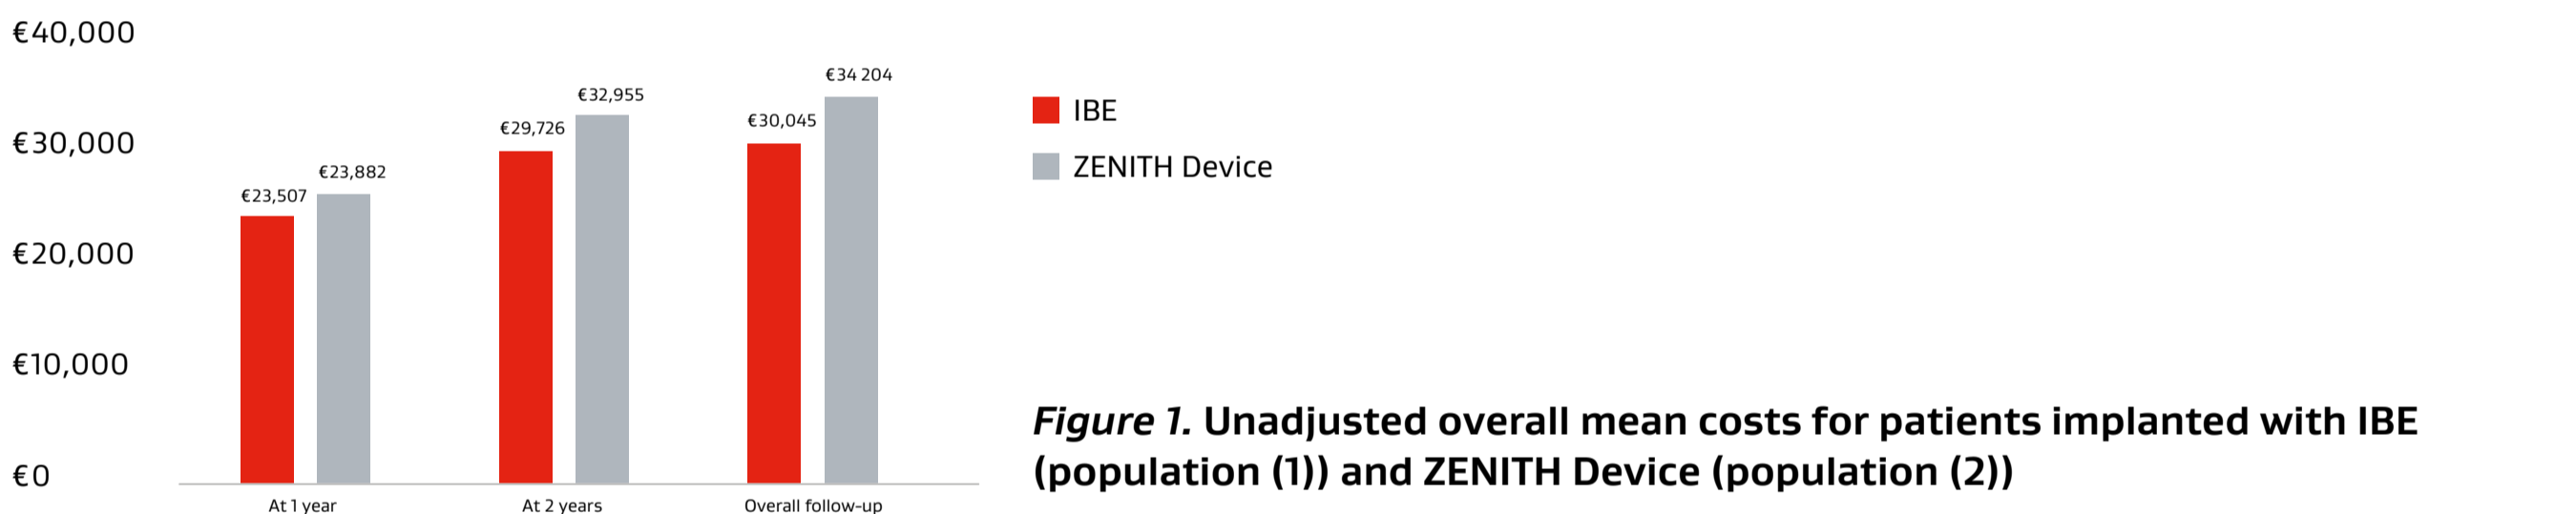 €40,000
€30,000
€20,000
€10,000
€0
€23,507
€23,882
€29,726
€32,955
€30,045
€34 204
At 1 year
At 2 years
Overall follow-up
IBE
ZENITH Device
Figure 1. Unadjusted overall mean costs for patients implanted with IBE
(population (1)) and ZENITH Device (population (2))